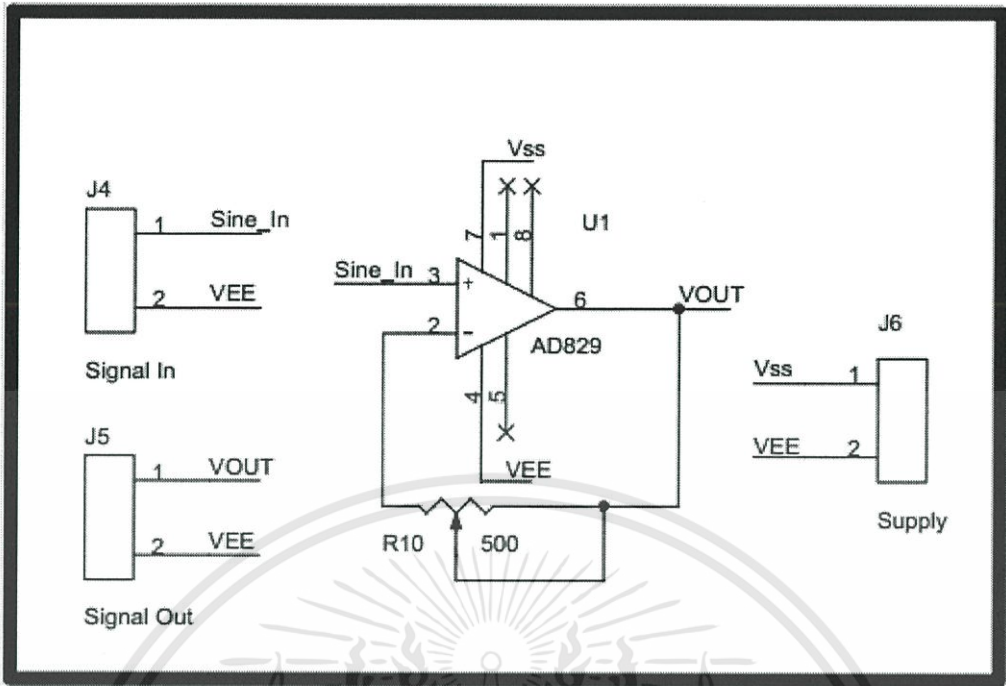 J4
1 Sine_In
2 VEE
Signal In
J5
1 VOUT
2 VEE
Signal Out
Vss
7 1 8
U1
Sine_In 3 +
2 -
6 VOUT
AD829
4 5
VEE
R10 500
J6
Vss 1
VEE 2
Supply